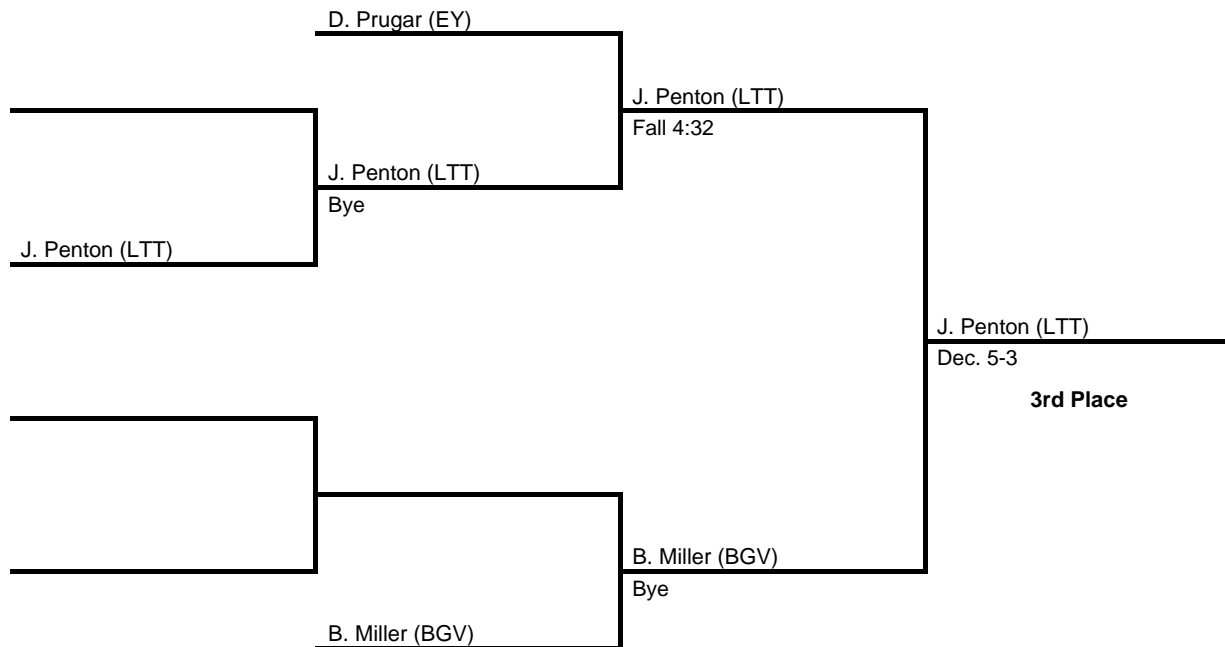 D. Prugar (EY)
J. Penton (LTT)
Fall 4:32
J. Penton (LTT)
Bye
J. Penton (LTT)
J. Penton (LTT)
Dec. 5-3
3rd Place
B. Miller (BGV)
Bye
B. Miller (BGV)